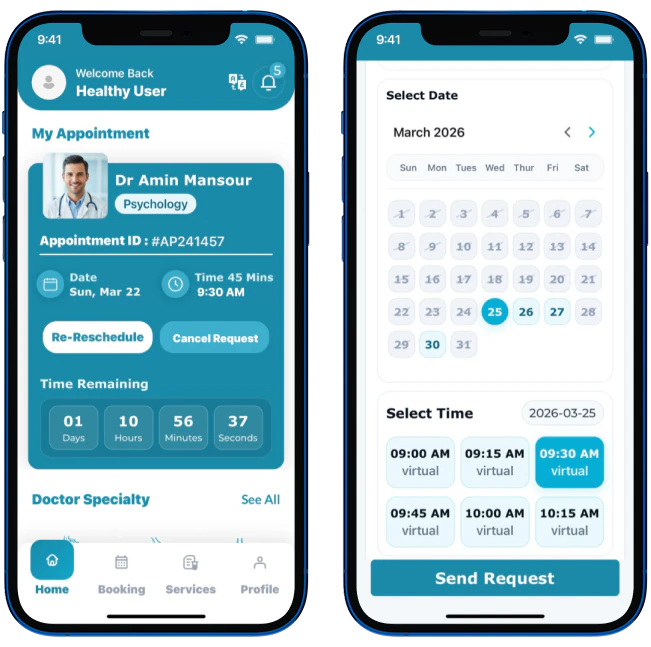 9:41
Welcome Back
Healthy User
5
My Appointment
Dr Amin Mansour
Psychology
Appointment ID : #AP241457
Date
Sun, Mar 22
Time 45 Mins
9:30 AM
Re-Reschedule
Cancel Request
Time Remaining
01 10 56 37
Days Hours Minutes Seconds
Doctor Specialty See All
Home Booking Services Profile
9:41
Select Date
March 2026
Sun Mon Tues Wed Thur Fri Sat
1 2 3 4 5 6 7
8 9 10 11 12 13 14
15 16 17 18 19 20 21
22 23 24 25 26 27 28
29 30 31
Select Time 2026-03-25
09:00 AM 09:15 AM 09:30 AM
virtual virtual virtual
09:45 AM 10:00 AM 10:15 AM
virtual virtual virtual
Send Request